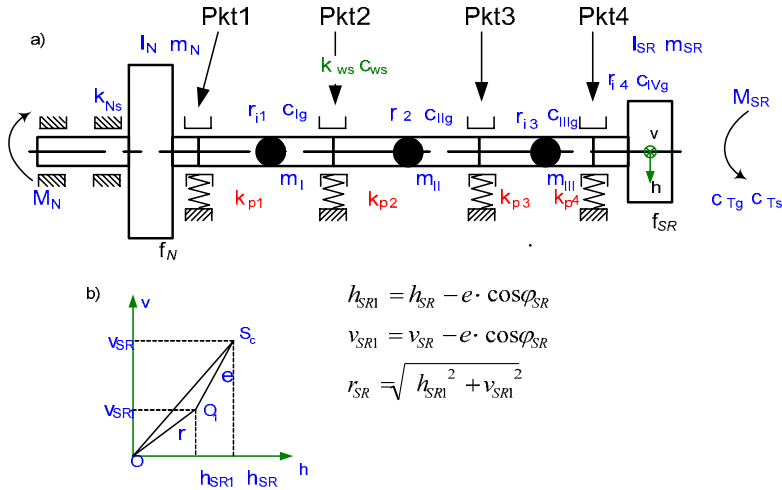 Pkt1 Pkt2 Pkt3 Pkt4
a) I_N m_N I_SR m_SR
k_ws c_ws
r_i4 c_IVg
k_Ns r_i1 c_Ig r_2 c_IIg r_i3 c_IIIg M_SR
v
h
M_N m_I m_II m_III
k_p1 k_p2 k_p3 k_p4 c_Tg c_Ts
f_N f_SR
b)
v
h_SR1 = h_SR − e · cosφ_SR
v_SR S_c
v_SR1 = v_SR − e · cosφ_SR
e
r_SR = √(h_SR1² + v_SR1²)
v_SR1 O_i
r
O
h_SR1 h_SR h